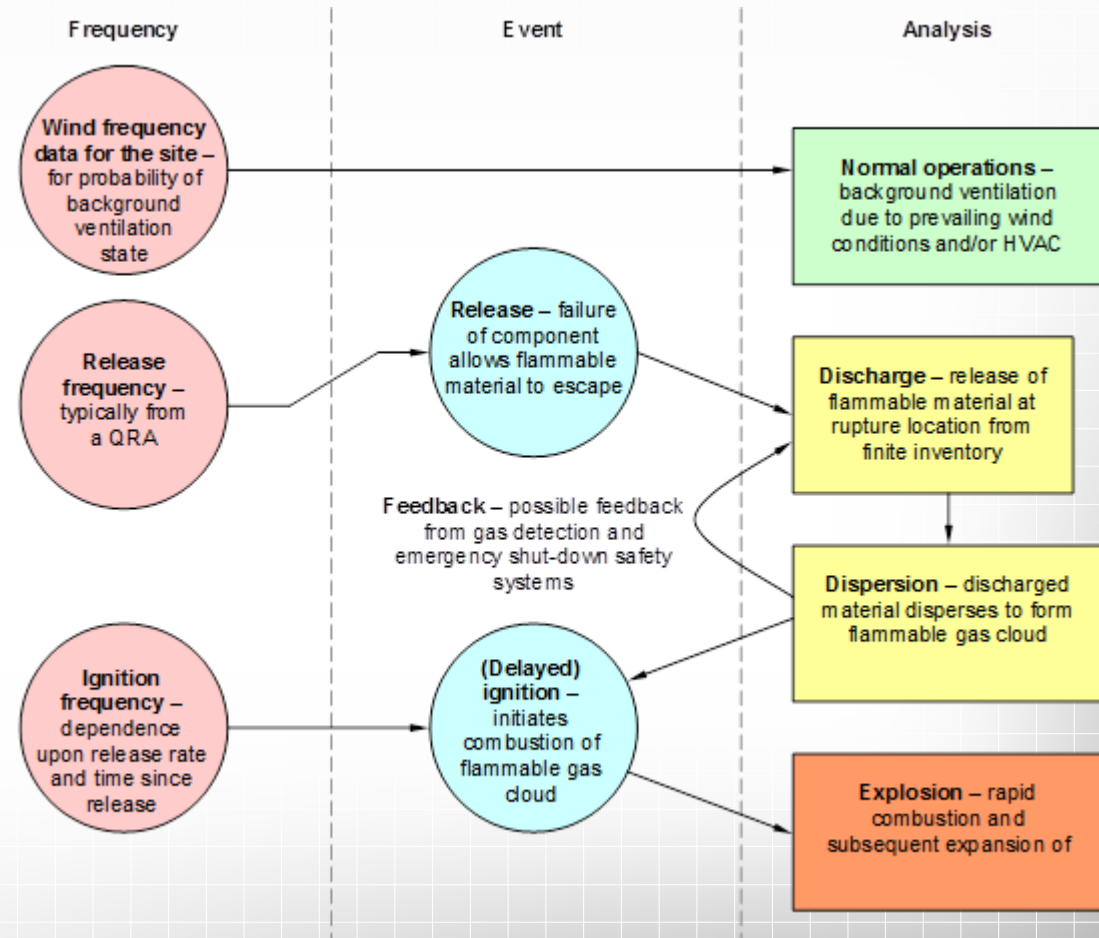 Frequency
Event
Analysis
Wind frequency
data for the site –
for probability of
background
ventilation
state
Normal operations –
background ventilation
due to prevailing wind
conditions and/or HVAC
Release
frequency –
typically from
a QRA
Release – failure
of component
allows flammable
material to escape
Discharge – release of
flammable material at
rupture location from
finite inventory
Feedback – possible feedback
from gas detection and
emergency shut-down safety
systems
Dispersion – discharged
material disperses to form
flammable gas cloud
Ignition
frequency –
dependence
upon release rate
and time since
release
(Delayed)
ignition –
initiates
combustion of
flammable gas
cloud
Explosion – rapid
combustion and
subsequent expansion of